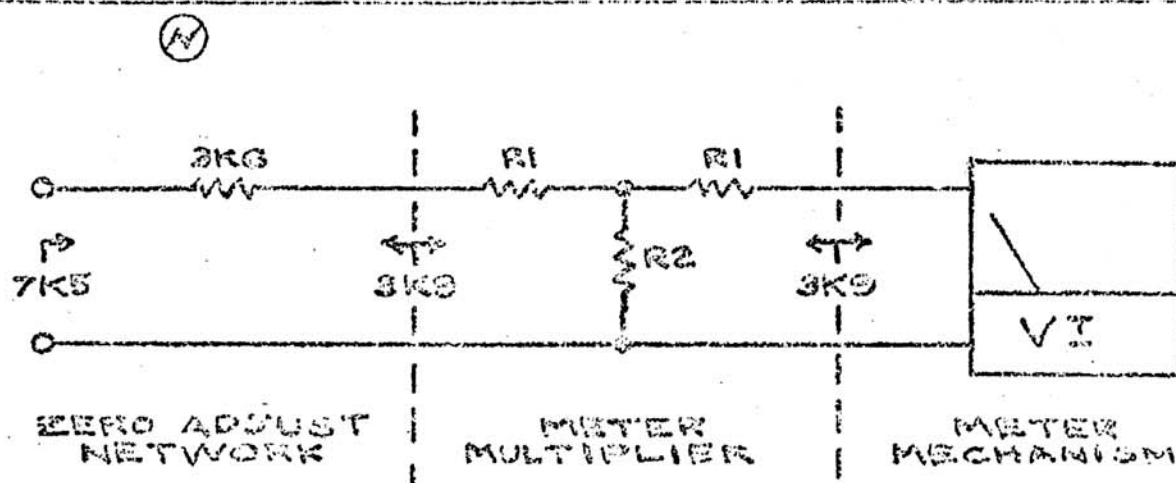 N
3K6 R1 R1
R2
7K5 3K9 3K9
VI
ZERO ADJUST NETWORK
METER MULTIPLIER
METER MECHANISM